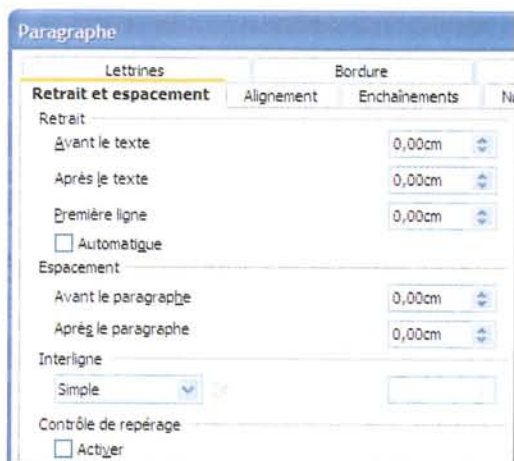 Paragraphe
Lettrines Bordure
Retrait et espacement Alignement Enchaînements
Retrait
Avant le texte 0,00cm
Après le texte 0,00cm
Première ligne 0,00cm
Automatique
Espacement
Avant le paragraphe 0,00cm
Après le paragraphe 0,00cm
Interligne
Simple
Contrôle de repérage
Activer